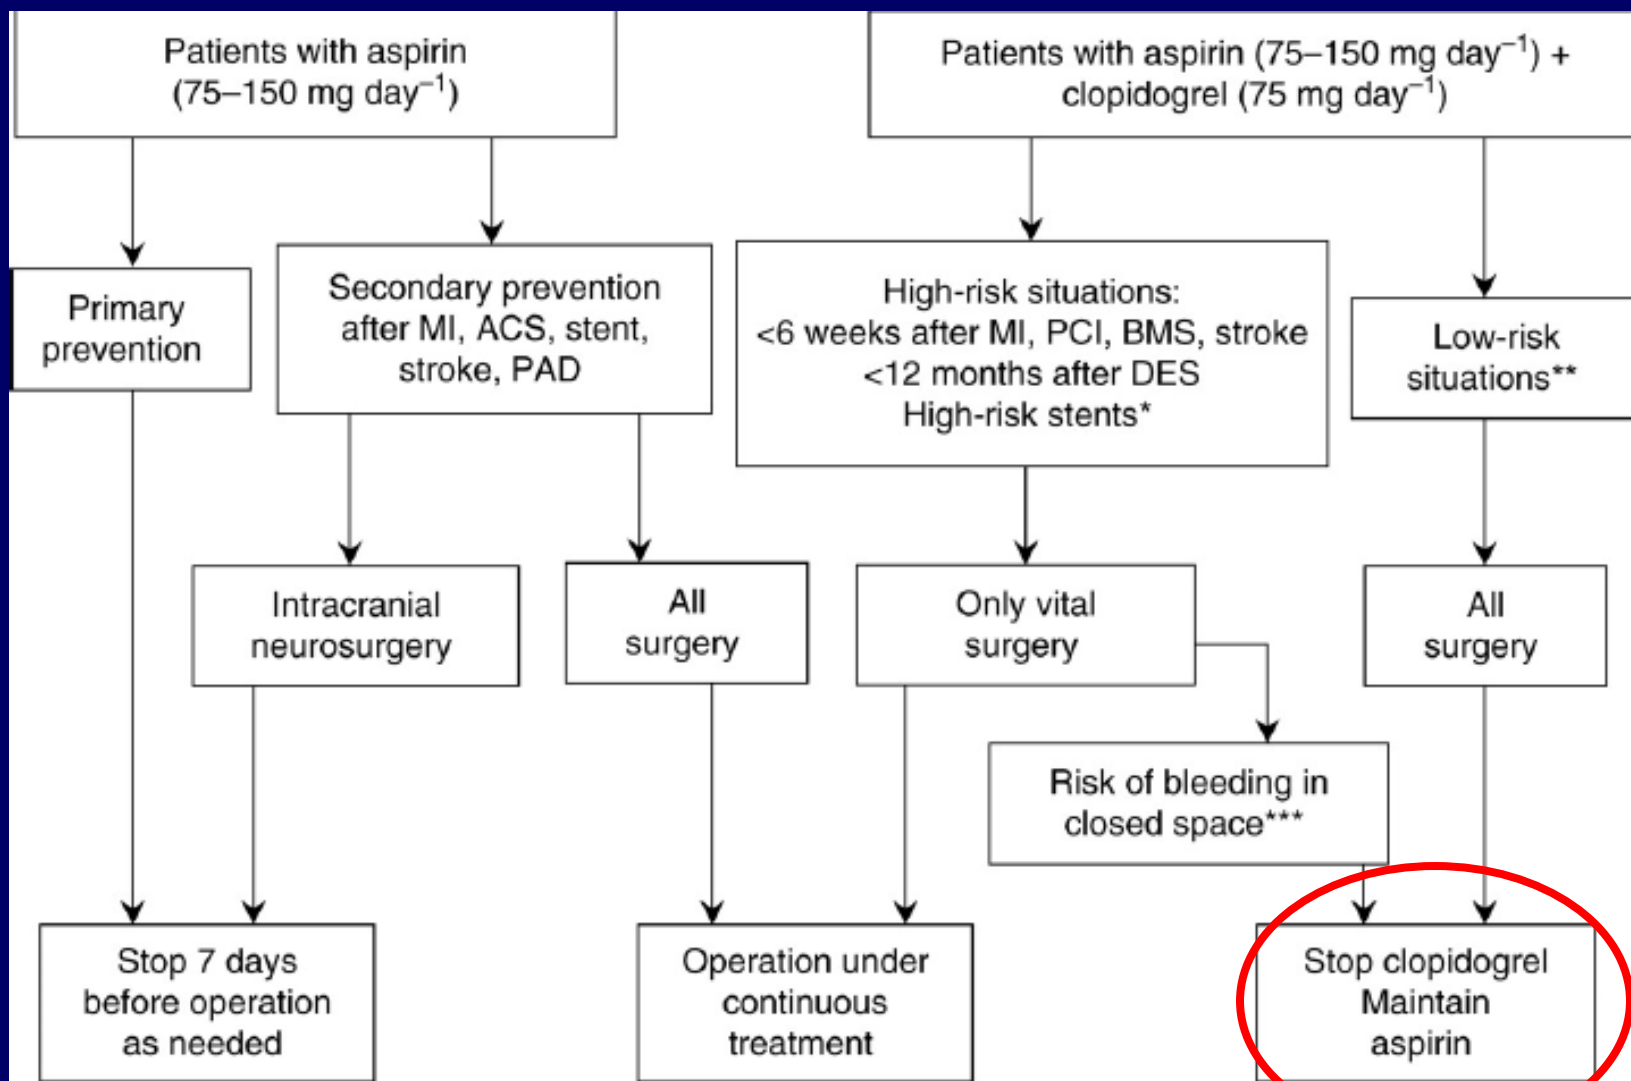 Patients with aspirin
(75–150 mg day⁻¹)
Patients with aspirin (75–150 mg day⁻¹) +
clopidogrel (75 mg day⁻¹)
Primary
prevention
Secondary prevention
after MI, ACS, stent,
stroke, PAD
High-risk situations:
<6 weeks after MI, PCI, BMS, stroke
<12 months after DES
High-risk stents*
Low-risk
situations**
Intracranial
neurosurgery
All
surgery
Only vital
surgery
All
surgery
Risk of bleeding in
closed space***
Stop 7 days
before operation
as needed
Operation under
continuous
treatment
Stop clopidogrel
Maintain
aspirin